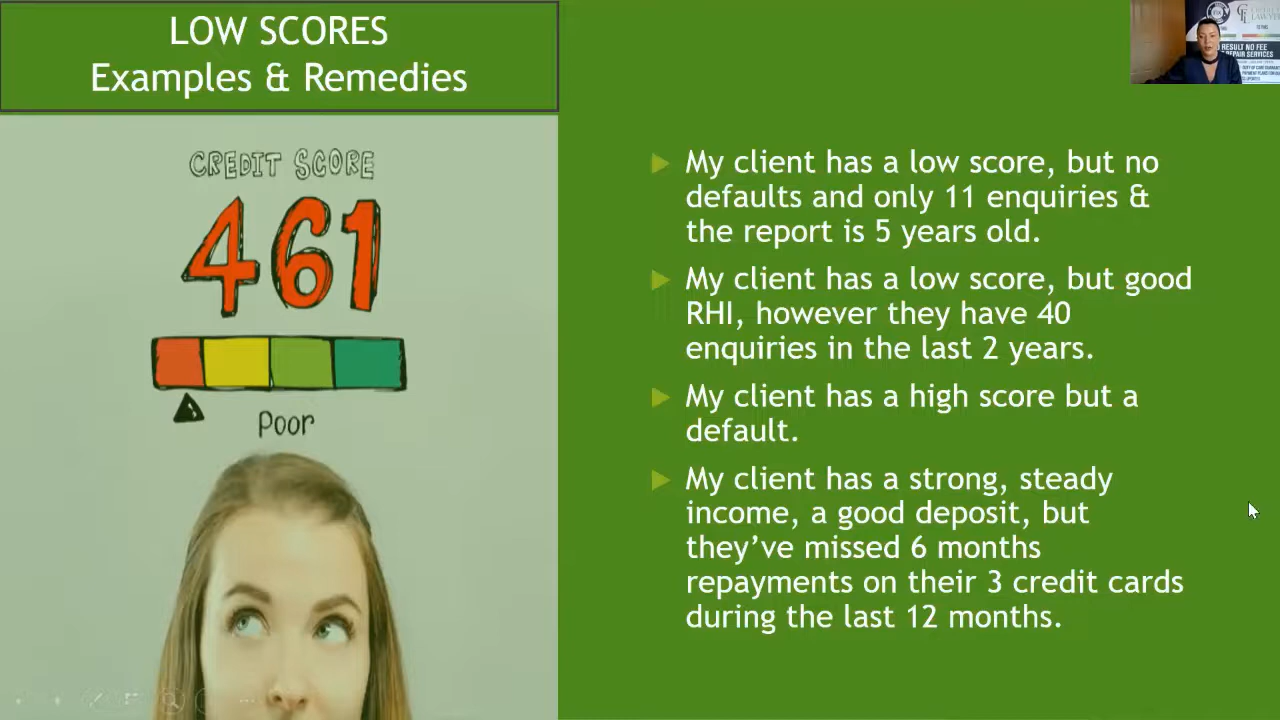 LOW SCORES
Examples & Remedies
CREDIT SCORE
461
Poor
My client has a low score, but no
defaults and only 11 enquiries &
the report is 5 years old.
My client has a low score, but good
RHI, however they have 40
enquiries in the last 2 years.
My client has a high score but a
default.
My client has a strong, steady
income, a good deposit, but
they've missed 6 months
repayments on their 3 credit cards
during the last 12 months.
RESULT NO FEE